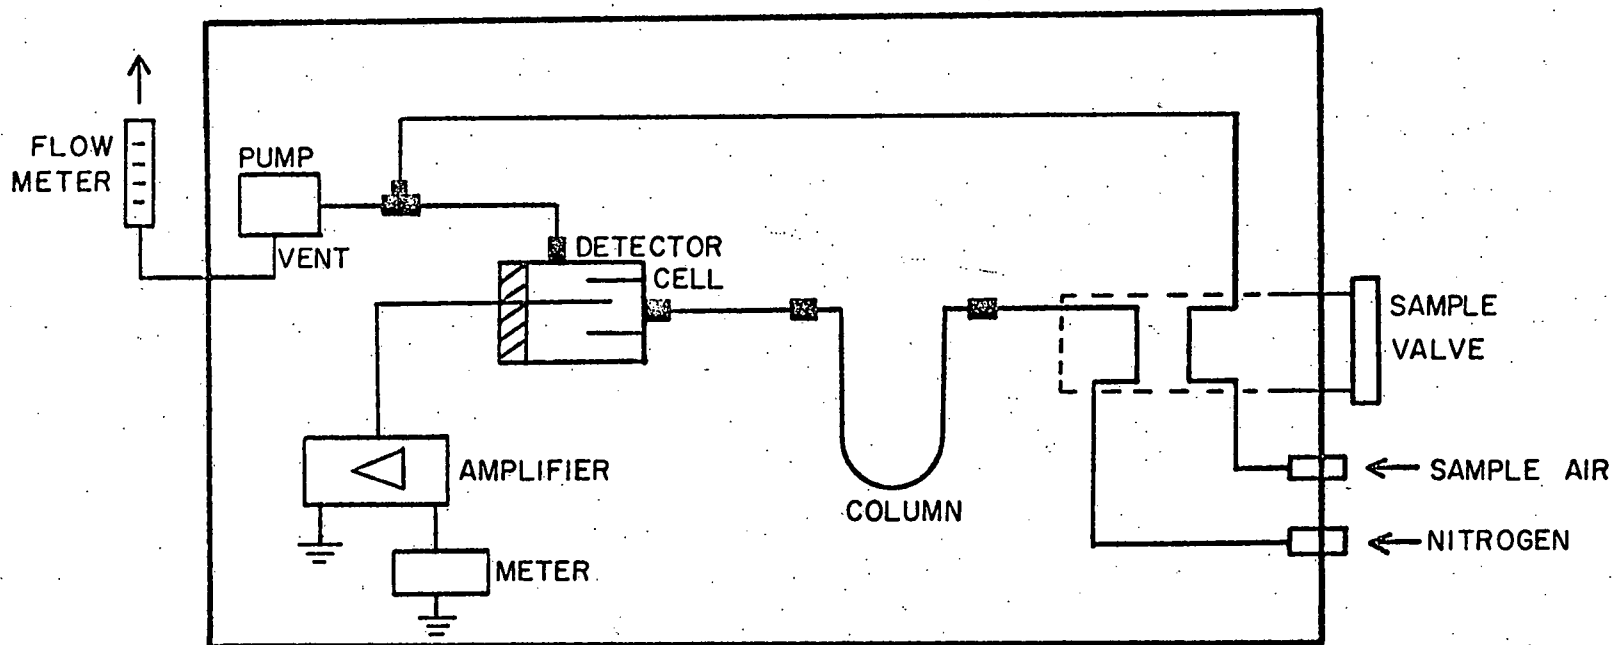 FLOW
METER
PUMP
VENT
DETECTOR
CELL
SAMPLE
VALVE
AMPLIFIER
COLUMN
SAMPLE AIR
NITROGEN
METER